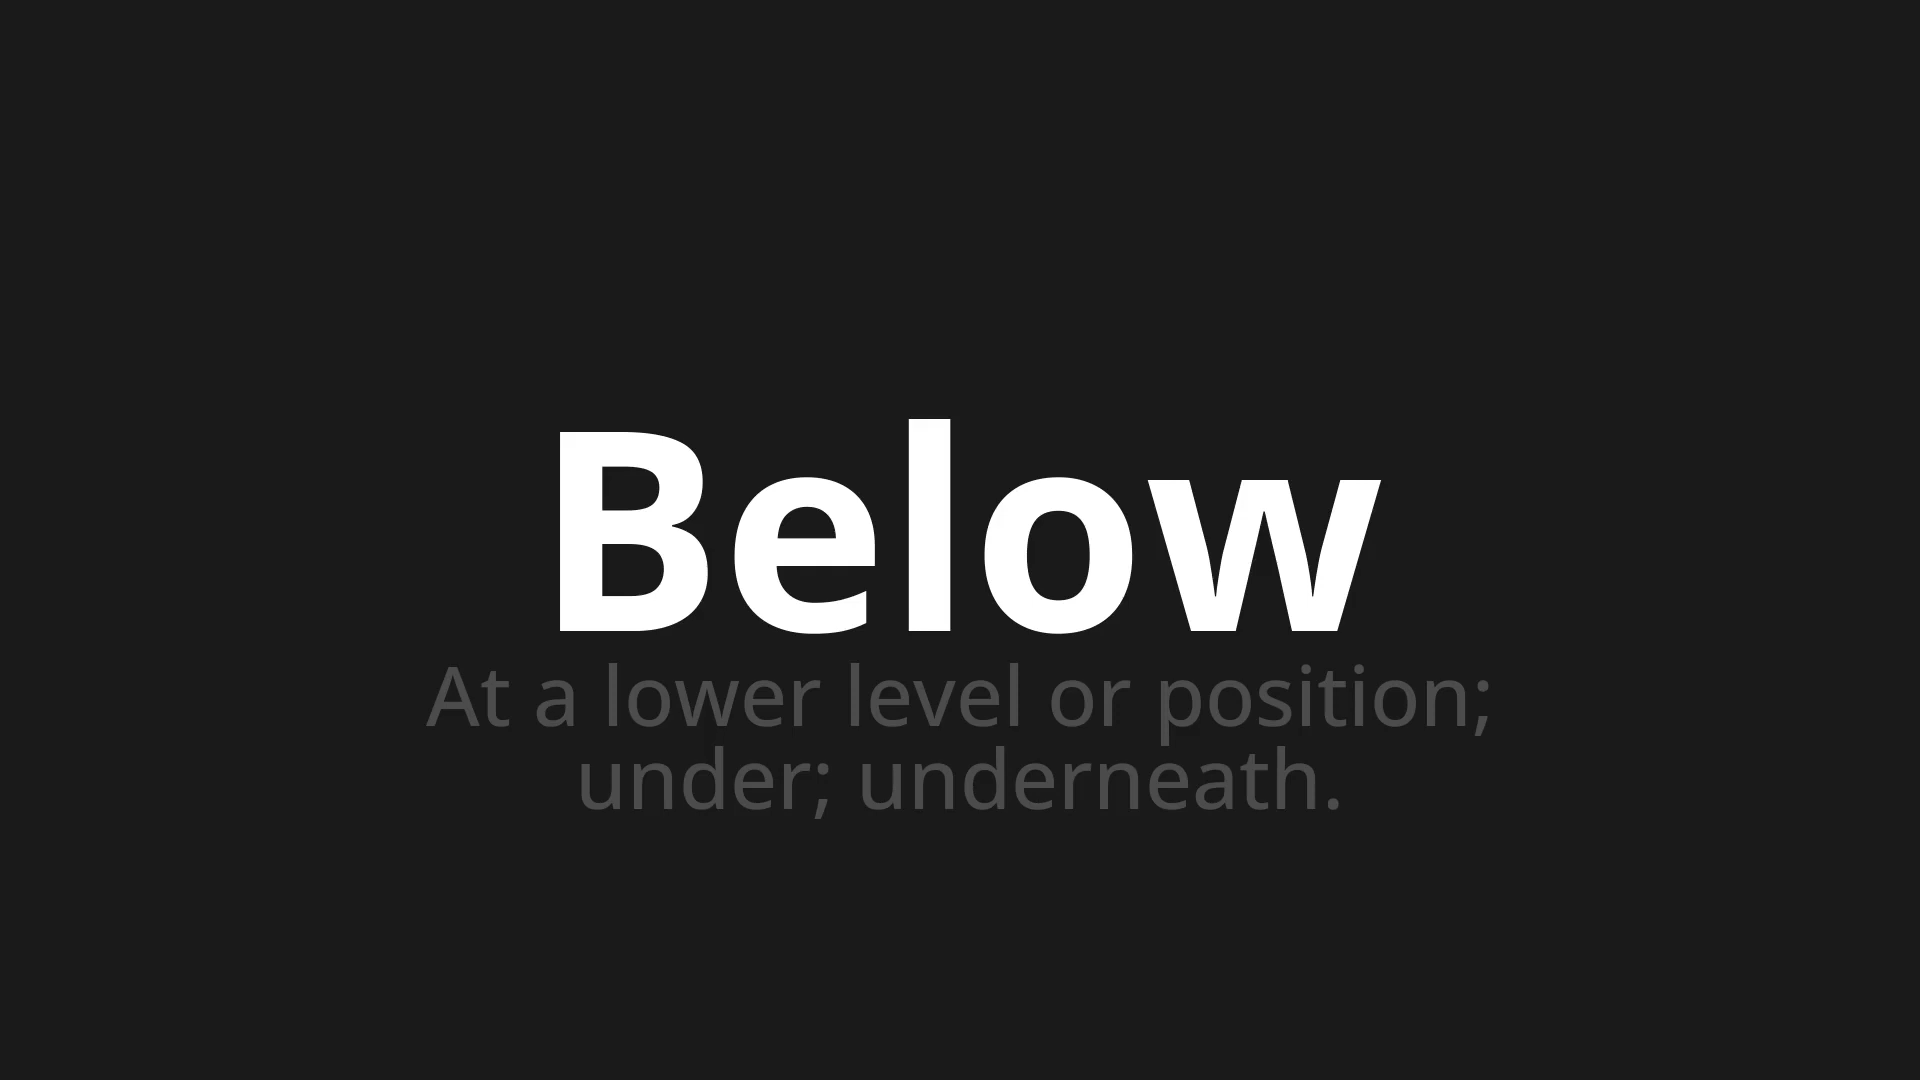 Below
At a lower level or position;
under; underneath.